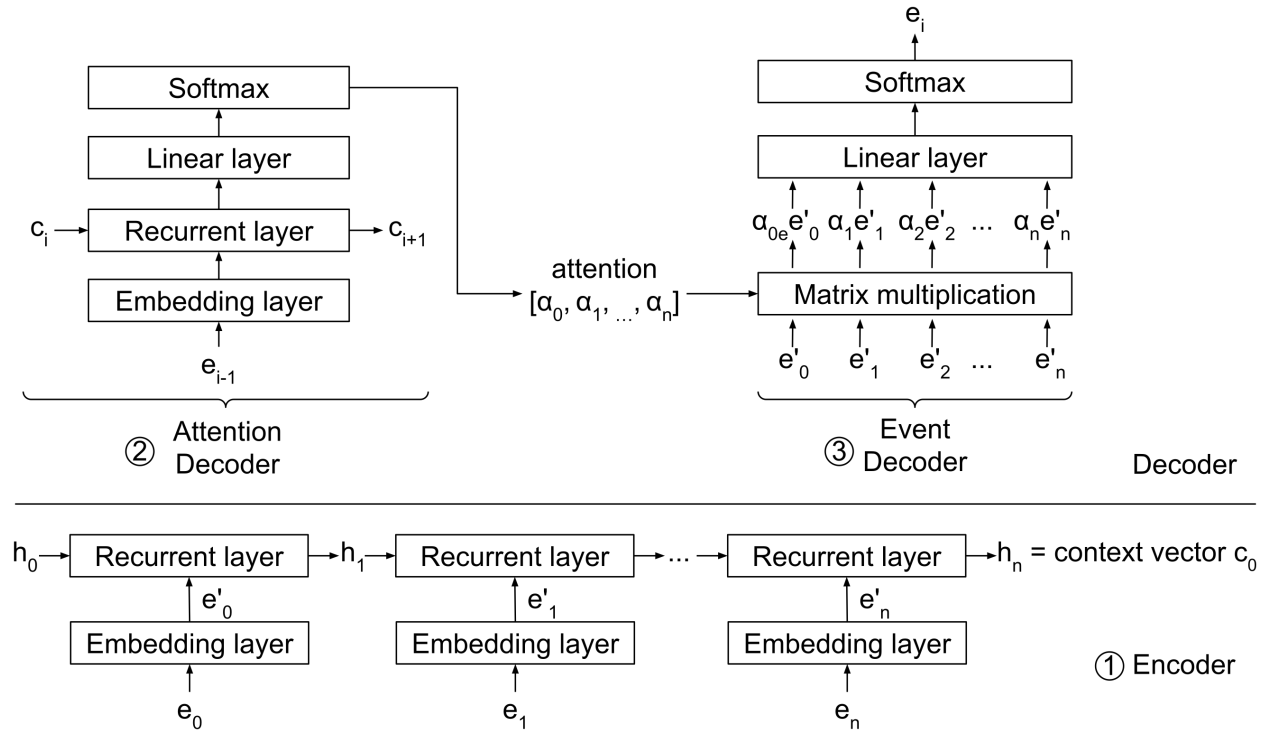 e_i
Softmax
Softmax
Linear layer
Linear layer
α_0e e'_0 α_1 e'_1 α_2 e'_2 ... α_n e'_n
c_i
Recurrent layer
c_i+1
attention
[α_0, α_1, ..., α_n]
Embedding layer
Matrix multiplication
e_i-1
e'_0 e'_1 e'_2 ... e'_n
② Attention
Decoder
③ Event
Decoder
Decoder
h_0 Recurrent layer h_1 Recurrent layer ... Recurrent layer h_n = context vector c_0
e'_0 e'_1 e'_n
Embedding layer Embedding layer Embedding layer
① Encoder
e_0 e_1 e_n